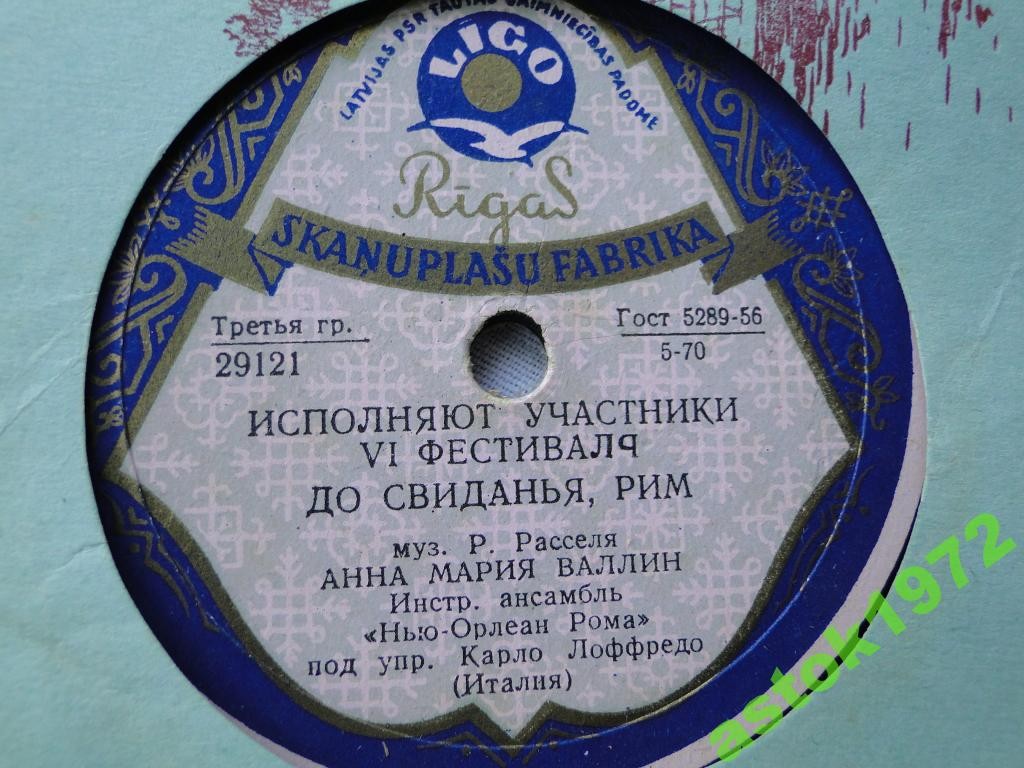 LATVIJAS PSR TAUTAS SAIMNIECĪBAS PADOME
LIGO
Rīgas
SKAŅUPLAŠU FABRIKA
Третья гр.
29121
Гост 5289-56
5-70
ИСПОЛНЯЮТ УЧАСТНИКИ
VI ФЕСТИВАЛЯ
ДО СВИДАНЬЯ, РИМ
муз. Р. Расселя
АННА МАРИЯ ВАЛЛИН
Инстр. ансамбль
«Нью-Орлеан Рома»
под упр. Карло Лоффредо
(Италия)
astok1972